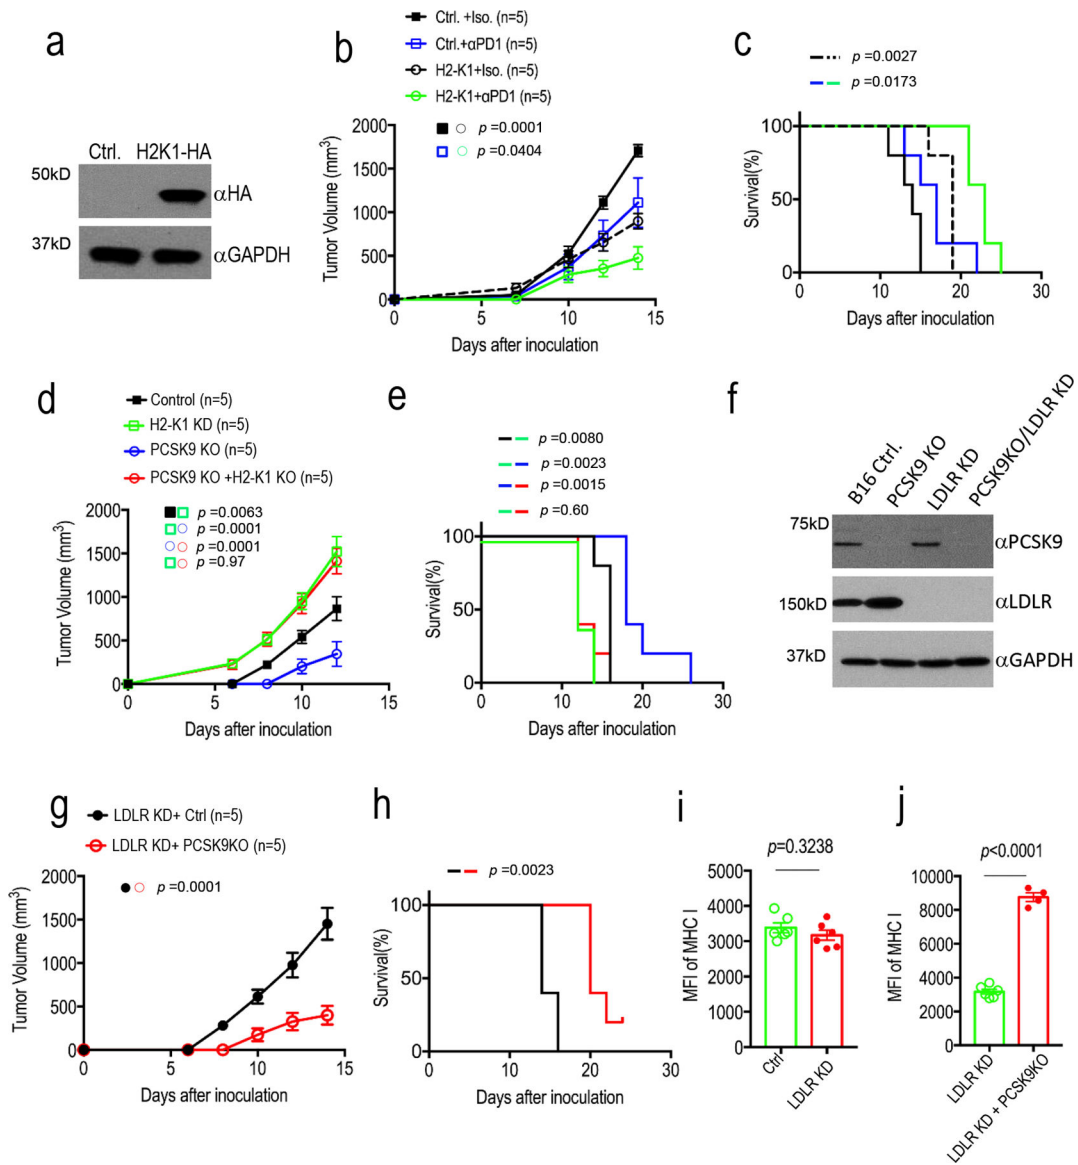 a
Ctrl. H2K1-HA
50kD
αHA
37kD
αGAPDH
b
Ctrl. +Iso. (n=5)
Ctrl.+αPD1 (n=5)
H2-K1+Iso. (n=5)
H2-K1+αPD1 (n=5)
p =0.0001
p =0.0404
Tumor Volume (mm3)
2000
1500
1000
500
0
0 5 10 15
Days after inoculation
c
p =0.0027
p =0.0173
Survival(%)
100
50
0
0 10 20 30
Days after inoculation
d
Control (n=5)
H2-K1 KD (n=5)
PCSK9 KO (n=5)
PCSK9 KO +H2-K1 KO (n=5)
p =0.0063
p =0.0001
p =0.0001
p =0.97
Tumor Volume (mm3)
2000
1500
1000
500
0
0 5 10 15
Days after inoculation
e
p =0.0080
p =0.0023
p =0.0015
p =0.60
Survival(%)
100
50
0
0 10 20 30
Days after inoculation
f
B16 Ctrl.
PCSK9 KO
LDLR KD
PCSK9KO/LDLR KD
75kD
αPCSK9
150kD
αLDLR
37kD
αGAPDH
g
LDLR KD+ Ctrl (n=5)
LDLR KD+ PCSK9KO (n=5)
p =0.0001
Tumor Volume (mm3)
2000
1500
1000
500
0
0 5 10 15
Days after inoculation
h
p =0.0023
Survival(%)
100
50
0
0 10 20 30
Days after inoculation
i
p=0.3238
MFI of MHC I
5000
4000
3000
2000
1000
0
Ctrl
LDLR KD
j
p<0.0001
MFI of MHC I
10000
8000
6000
4000
2000
0
LDLR KD
LDLR KD + PCSK9KO